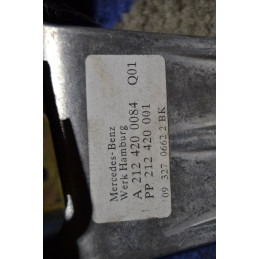 Mercedes-Benz
Werk Hamburg
A 212 420 0084 Q01
PP 212 420 001
09 327 0662 2 BK